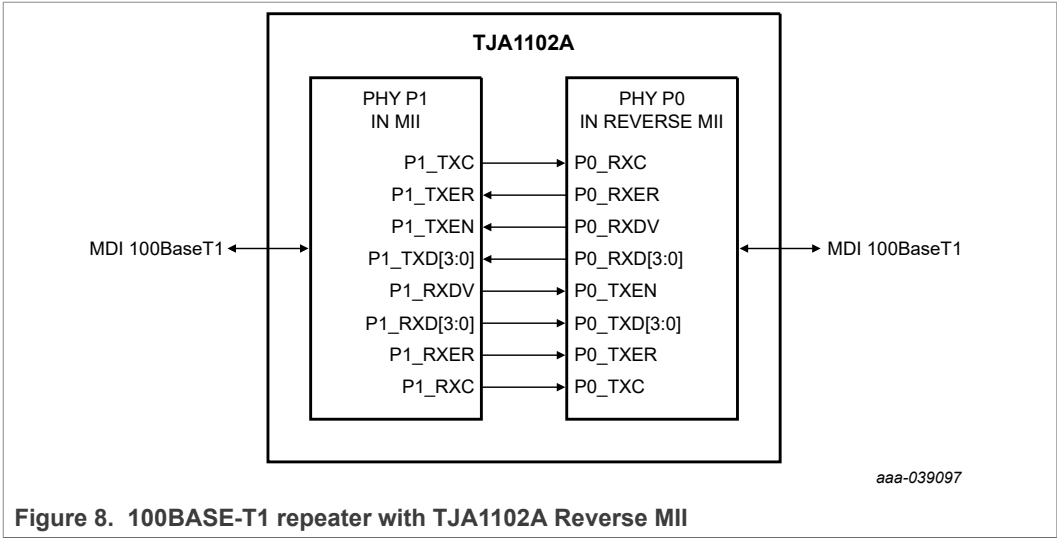 TJA1102A
PHY P1
IN MII
PHY P0
IN REVERSE MII
P1_TXC
P0_RXC
P1_TXER
P0_RXER
P1_TXEN
P0_RXDV
MDI 100BaseT1
MDI 100BaseT1
P1_TXD[3:0]
P0_RXD[3:0]
P1_RXDV
P0_TXEN
P1_RXD[3:0]
P0_TXD[3:0]
P1_RXER
P0_TXER
P1_RXC
P0_TXC
aaa-039097
Figure 8. 100BASE-T1 repeater with TJA1102A Reverse MII